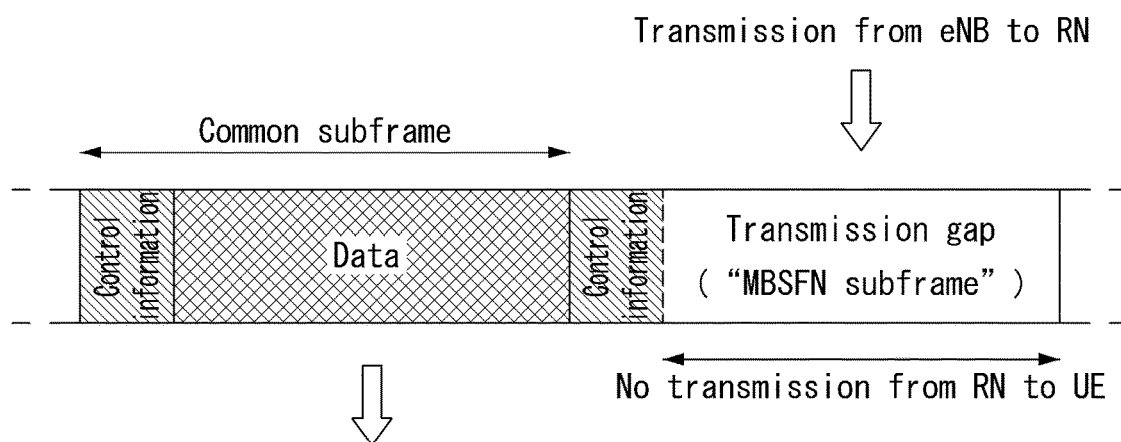 Transmission from eNB to RN
Common subframe
Control
information
Data
Control
information
Transmission gap
( “MBSFN subframe” )
No transmission from RN to UE